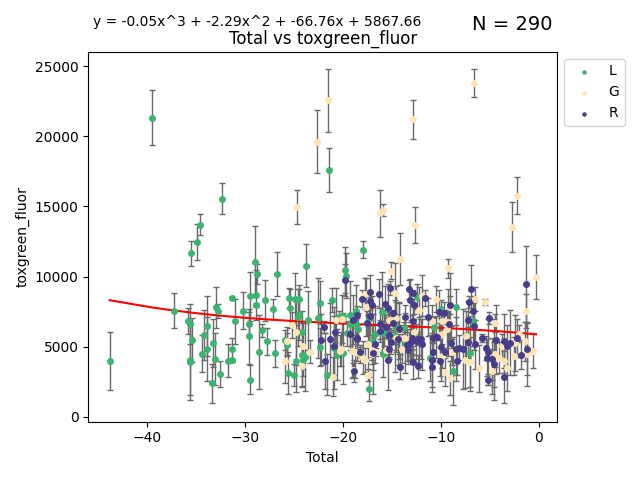 y = -0.05x^3 + -2.29x^2 + -66.76x + 5867.66
N = 290
Total vs toxgreen_fluor
25000
20000
15000
10000
5000
0
toxgreen_fluor
−40
−30
−20
−10
0
Total
L
G
R